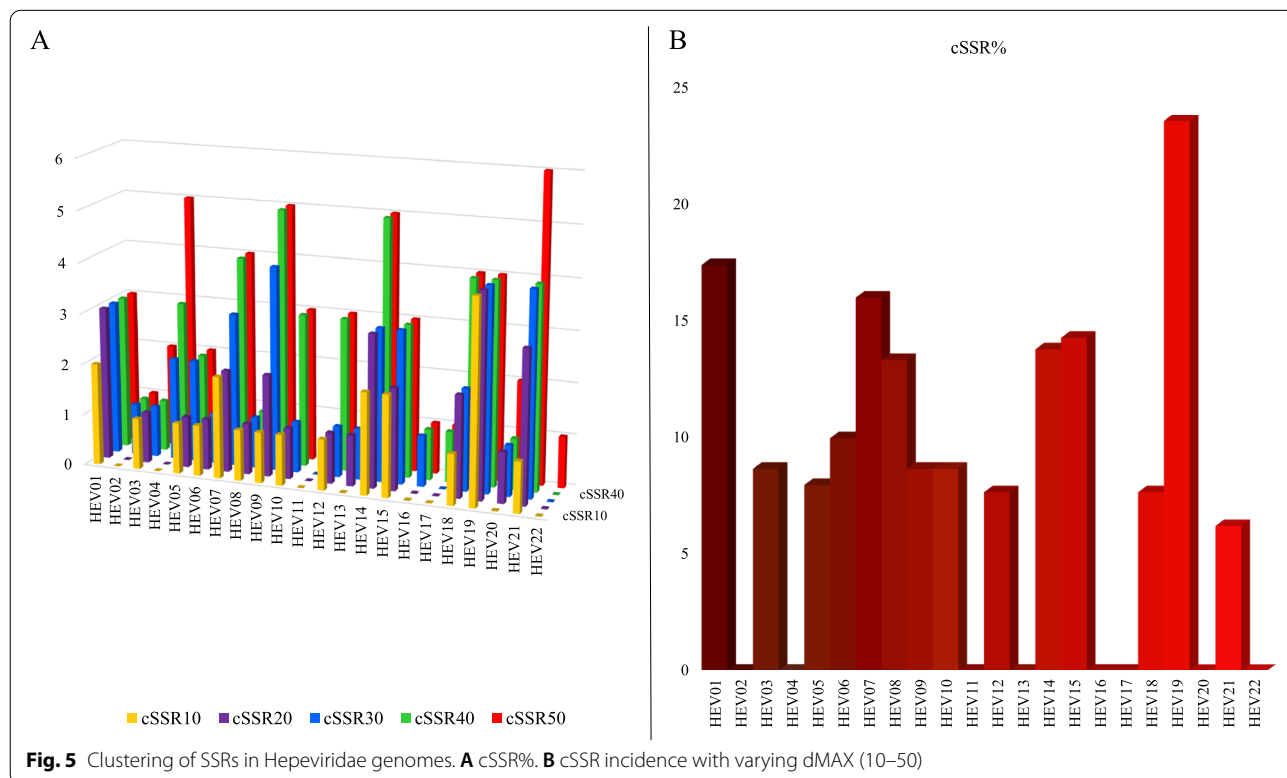 A
6
5
4
3
2
1
0
HEV01
HEV02
HEV03
HEV04
HEV05
HEV06
HEV07
HEV08
HEV09
HEV10
HEV11
HEV12
HEV13
HEV14
HEV15
HEV16
HEV17
HEV18
HEV19
HEV20
HEV21
HEV22
cSSR40
cSSR10
cSSR10 cSSR20 cSSR30 cSSR40 cSSR50
B
cSSR%
25
20
15
10
5
0
HEV01
HEV02
HEV03
HEV04
HEV05
HEV06
HEV07
HEV08
HEV09
HEV10
HEV11
HEV12
HEV13
HEV14
HEV15
HEV16
HEV17
HEV18
HEV19
HEV20
HEV21
HEV22
Fig. 5 Clustering of SSRs in Hepeviridae genomes. A cSSR%. B cSSR incidence with varying dMAX (10–50)